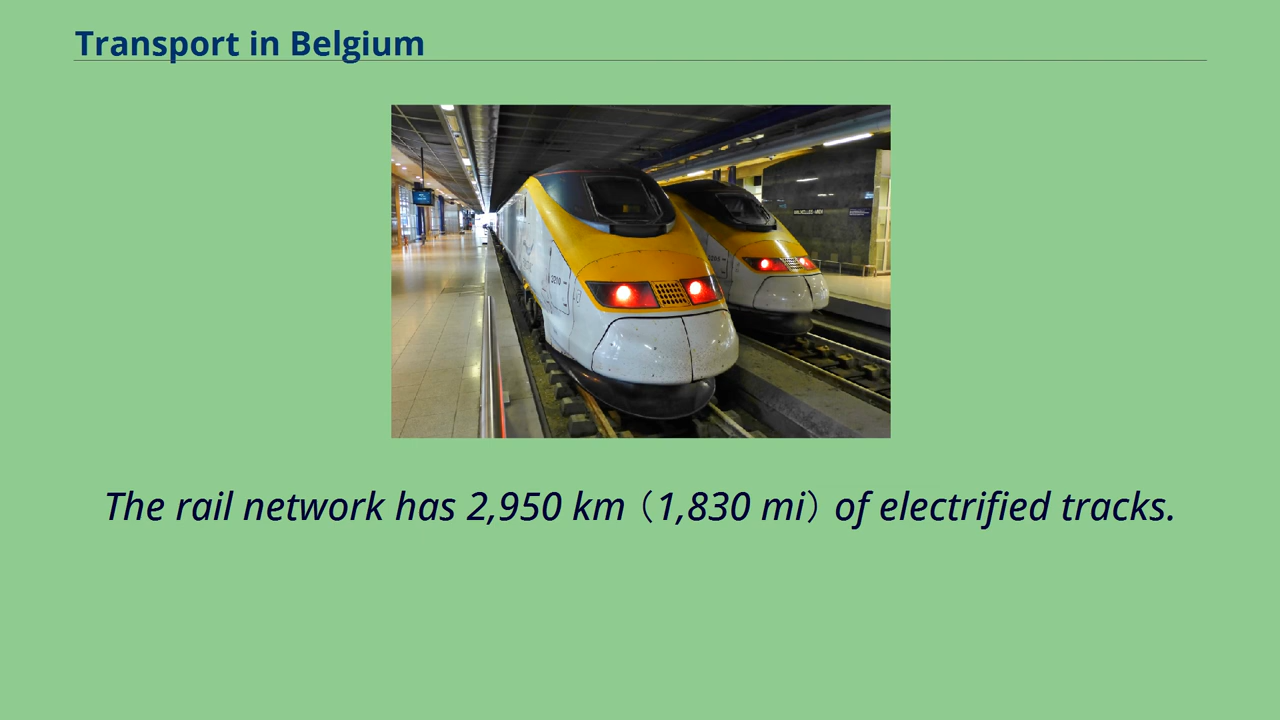 Transport in Belgium
The rail network has 2,950 km（1,830 mi）of electrified tracks.